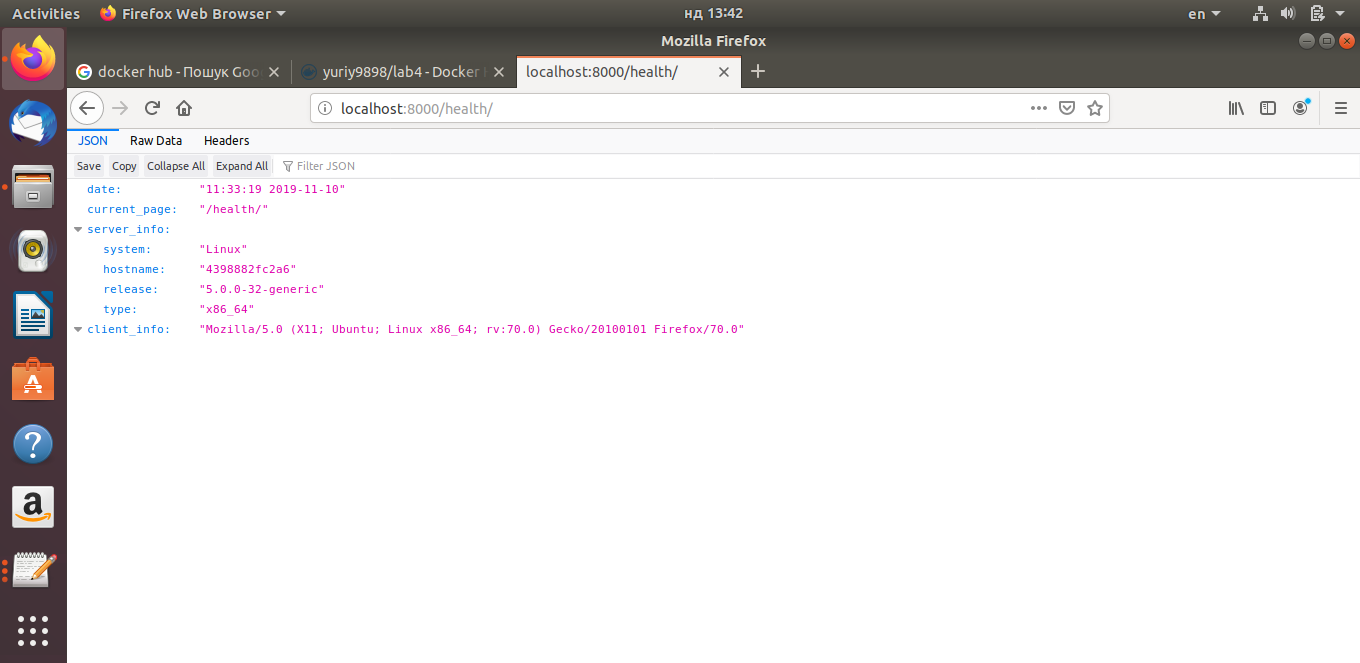 Activities Firefox Web Browser нд 13:42 en
Mozilla Firefox
docker hub - Пошук Goo yuriy9898/lab4 - Docker localhost:8000/health/
localhost:8000/health/
JSON Raw Data Headers
Save Copy Collapse All Expand All Filter JSON
date: "11:33:19 2019-11-10"
current_page: "/health/"
server_info:
system: "Linux"
hostname: "4398882fc2a6"
release: "5.0.0-32-generic"
type: "x86_64"
client_info: "Mozilla/5.0 (X11; Ubuntu; Linux x86_64; rv:70.0) Gecko/20100101 Firefox/70.0"